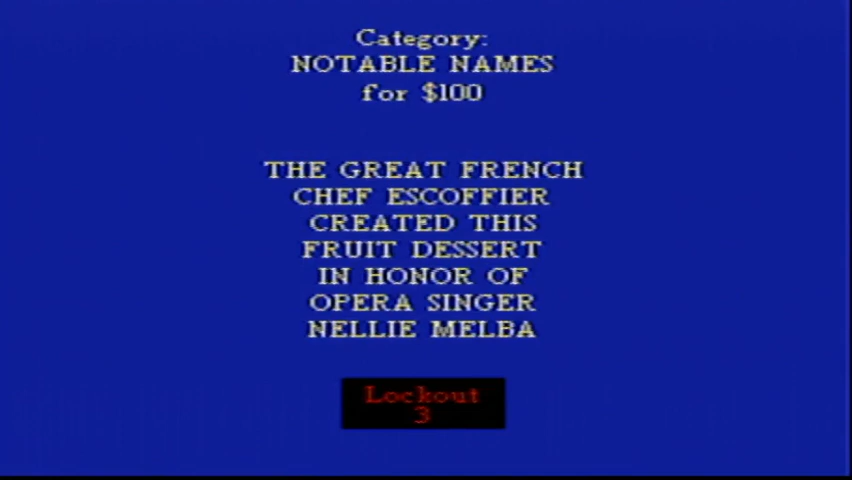 Category:
NOTABLE NAMES
for $100
THE GREAT FRENCH
CHEF ESCOFFIER
CREATED THIS
FRUIT DESSERT
IN HONOR OF
OPERA SINGER
NELLIE MELBA
Lockout
3